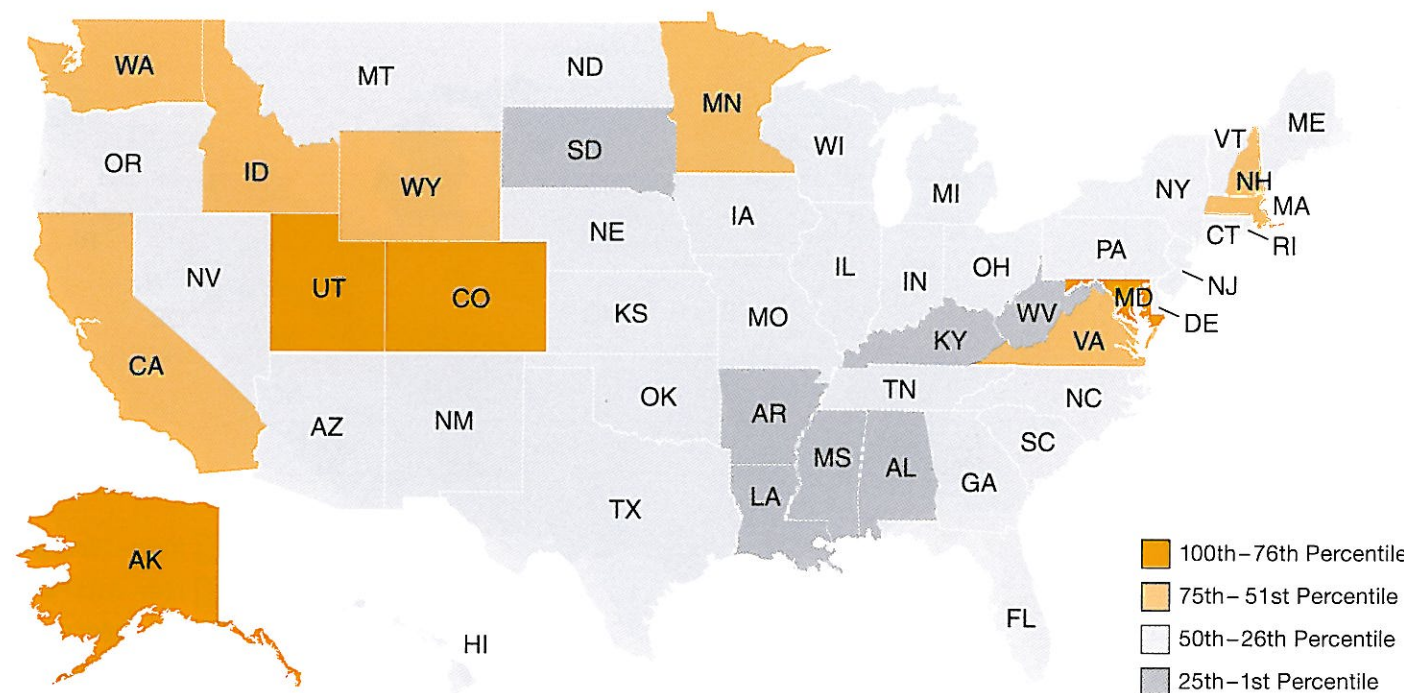 WA
MT
ND
MN
OR
ID
WY
SD
WI
MI
VT
ME
NY
NH
MA
CT
RI
NV
UT
CO
NE
IA
IL
IN
OH
PA
NJ
CA
KS
MO
KY
WV
MD
DE
VA
AZ
NM
OK
AR
TN
NC
SC
MS
AL
GA
LA
TX
FL
AK
HI
100th–76th Percentile
75th–51st Percentile
50th–26th Percentile
25th–1st Percentile